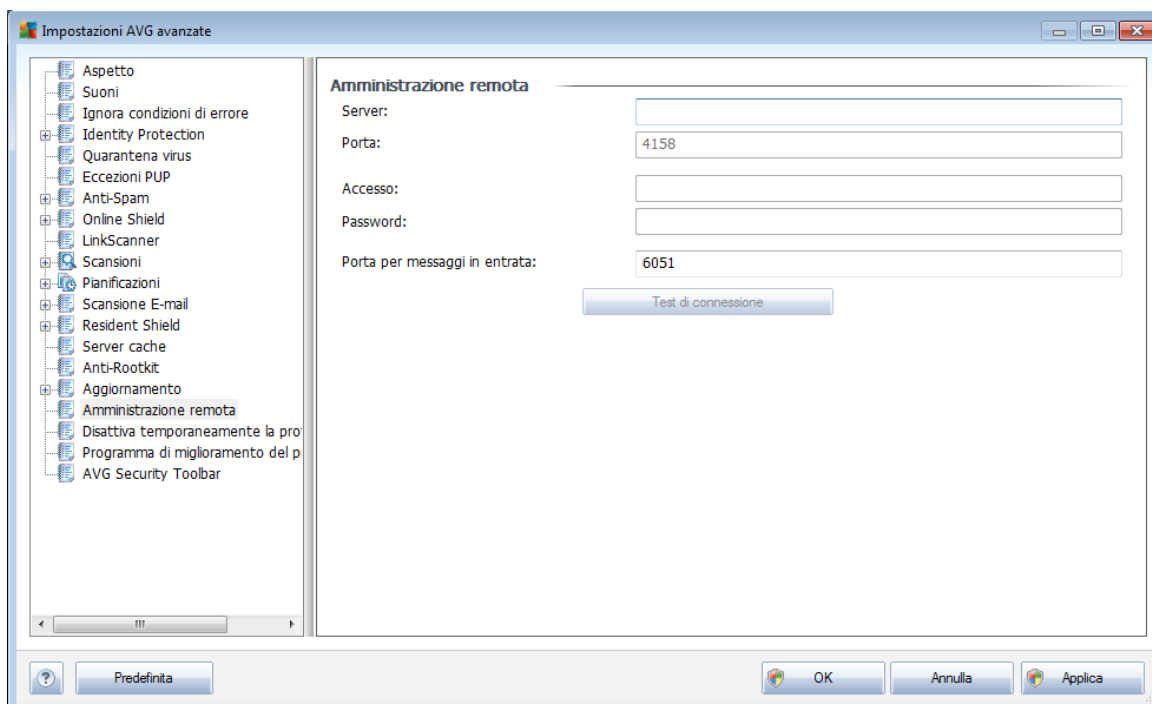 Impostazioni AVG avanzate
Aspetto
Suoni
Ignora condizioni di errore
Identity Protection
Quarantena virus
Eccezioni PUP
Anti-Spam
Online Shield
LinkScanner
Scansioni
Pianificazioni
Scansione E-mail
Resident Shield
Server cache
Anti-Rootkit
Aggiornamento
Amministrazione remota
Disattiva temporaneamente la pro
Programma di miglioramento del p
AVG Security Toolbar
Amministrazione remota
Server:
Porta: 4158
Accesso:
Password:
Porta per messaggi in entrata: 6051
Test di connessione
? Predefinita OK Annulla Applica